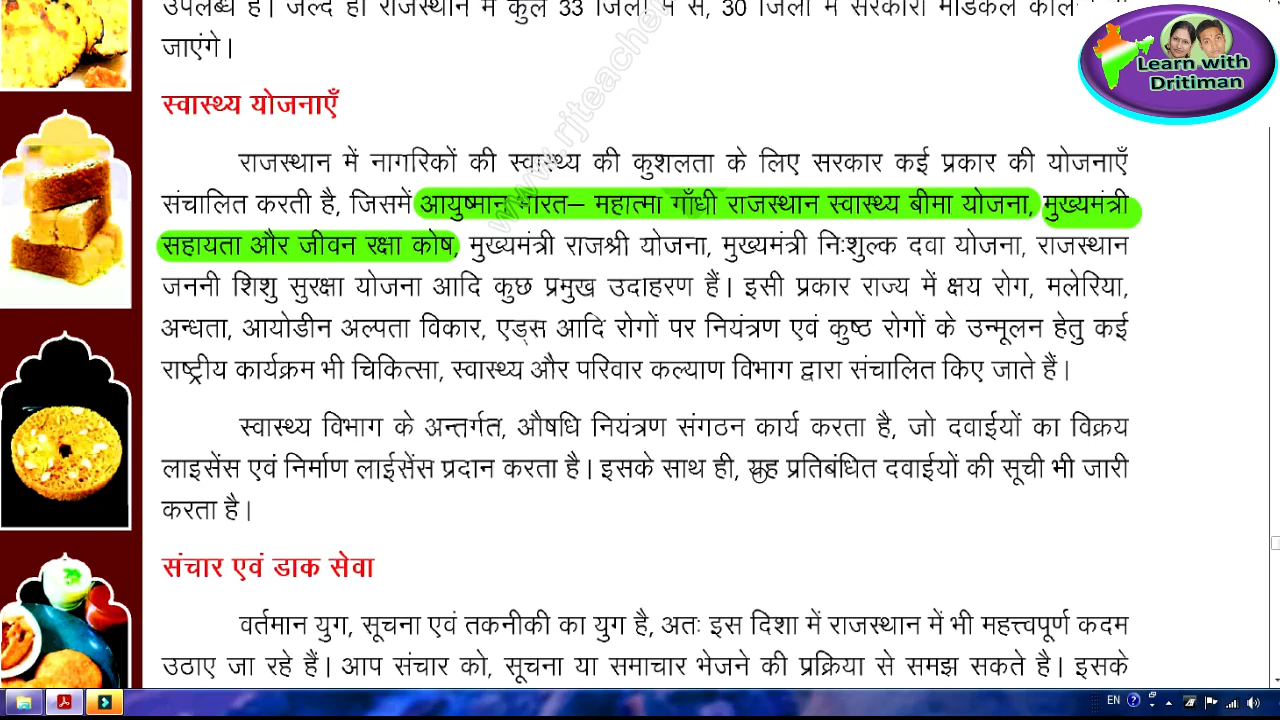 उपलब्ध है। जल्द ही राजस्थान में कुल 33 जिलों में से, 30 जिलों में सरकारी मेडिकल
जाएंगे।
Learn with
Dritiman
स्वास्थ्य योजनाएँ
राजस्थान में नागरिकों की स्वास्थ्य की कुशलता के लिए सरकार कई प्रकार की योजनाएँ
संचालित करती है, जिसमें आयुष्मान भारत– महात्मा गाँधी राजस्थान स्वास्थ्य बीमा योजना, मुख्यमंत्री
सहायता और जीवन रक्षा कोष, मुख्यमंत्री राजश्री योजना, मुख्यमंत्री निःशुल्क दवा योजना, राजस्थान
जननी शिशु सुरक्षा योजना आदि कुछ प्रमुख उदाहरण हैं। इसी प्रकार राज्य में क्षय रोग, मलेरिया,
अन्धता, आयोडीन अल्पता विकार, एड्स आदि रोगों पर नियंत्रण एवं कुष्ठ रोगों के उन्मूलन हेतु कई
राष्ट्रीय कार्यक्रम भी चिकित्सा, स्वास्थ्य और परिवार कल्याण विभाग द्वारा संचालित किए जाते हैं।
स्वास्थ्य विभाग के अन्तर्गत, औषधि नियंत्रण संगठन कार्य करता है, जो दवाईयों का विक्रय
लाइसेंस एवं निर्माण लाईसेंस प्रदान करता है। इसके साथ ही, यह प्रतिबंधित दवाईयों की सूची भी जारी
करता है।
संचार एवं डाक सेवा
वर्तमान युग, सूचना एवं तकनीकी का युग है, अतः इस दिशा में राजस्थान में भी महत्त्वपूर्ण कदम
उठाए जा रहे हैं। आप संचार को, सूचना या समाचार भेजने की प्रक्रिया से समझ सकते है। इसके
www.rjteacher
EN